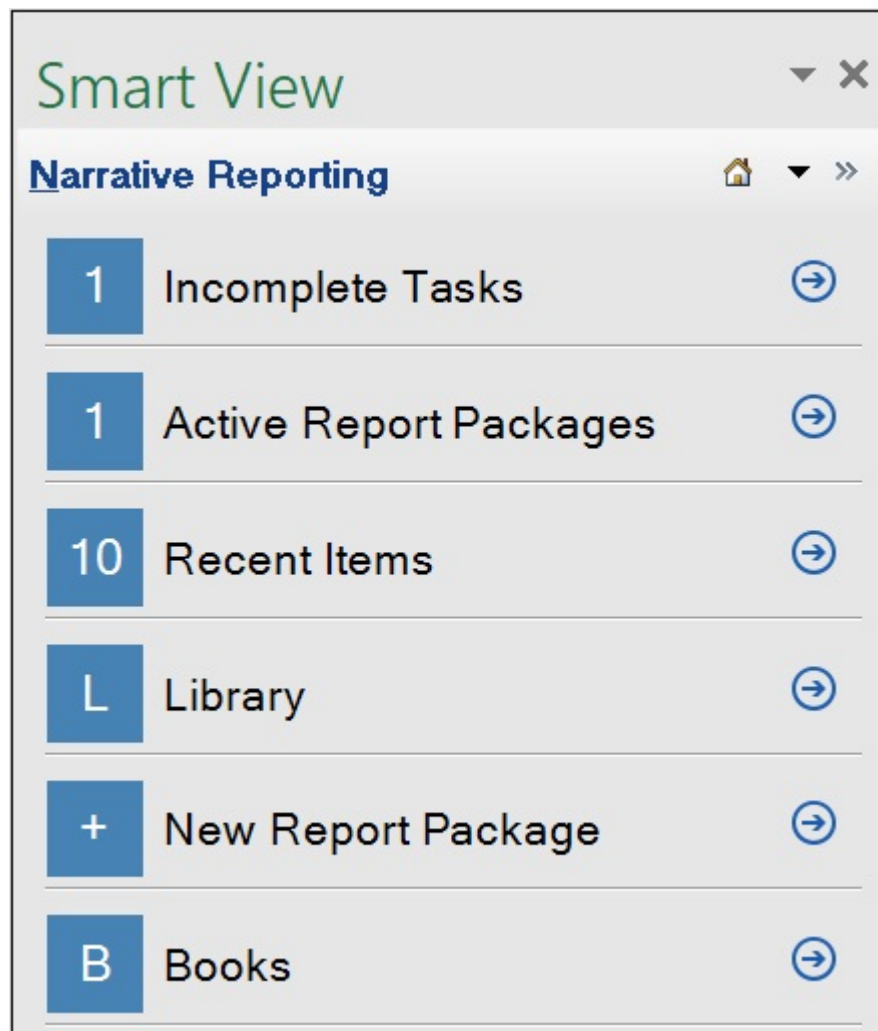 Smart View
Narrative Reporting
1 Incomplete Tasks
1 Active Report Packages
10 Recent Items
L Library
+ New Report Package
B Books